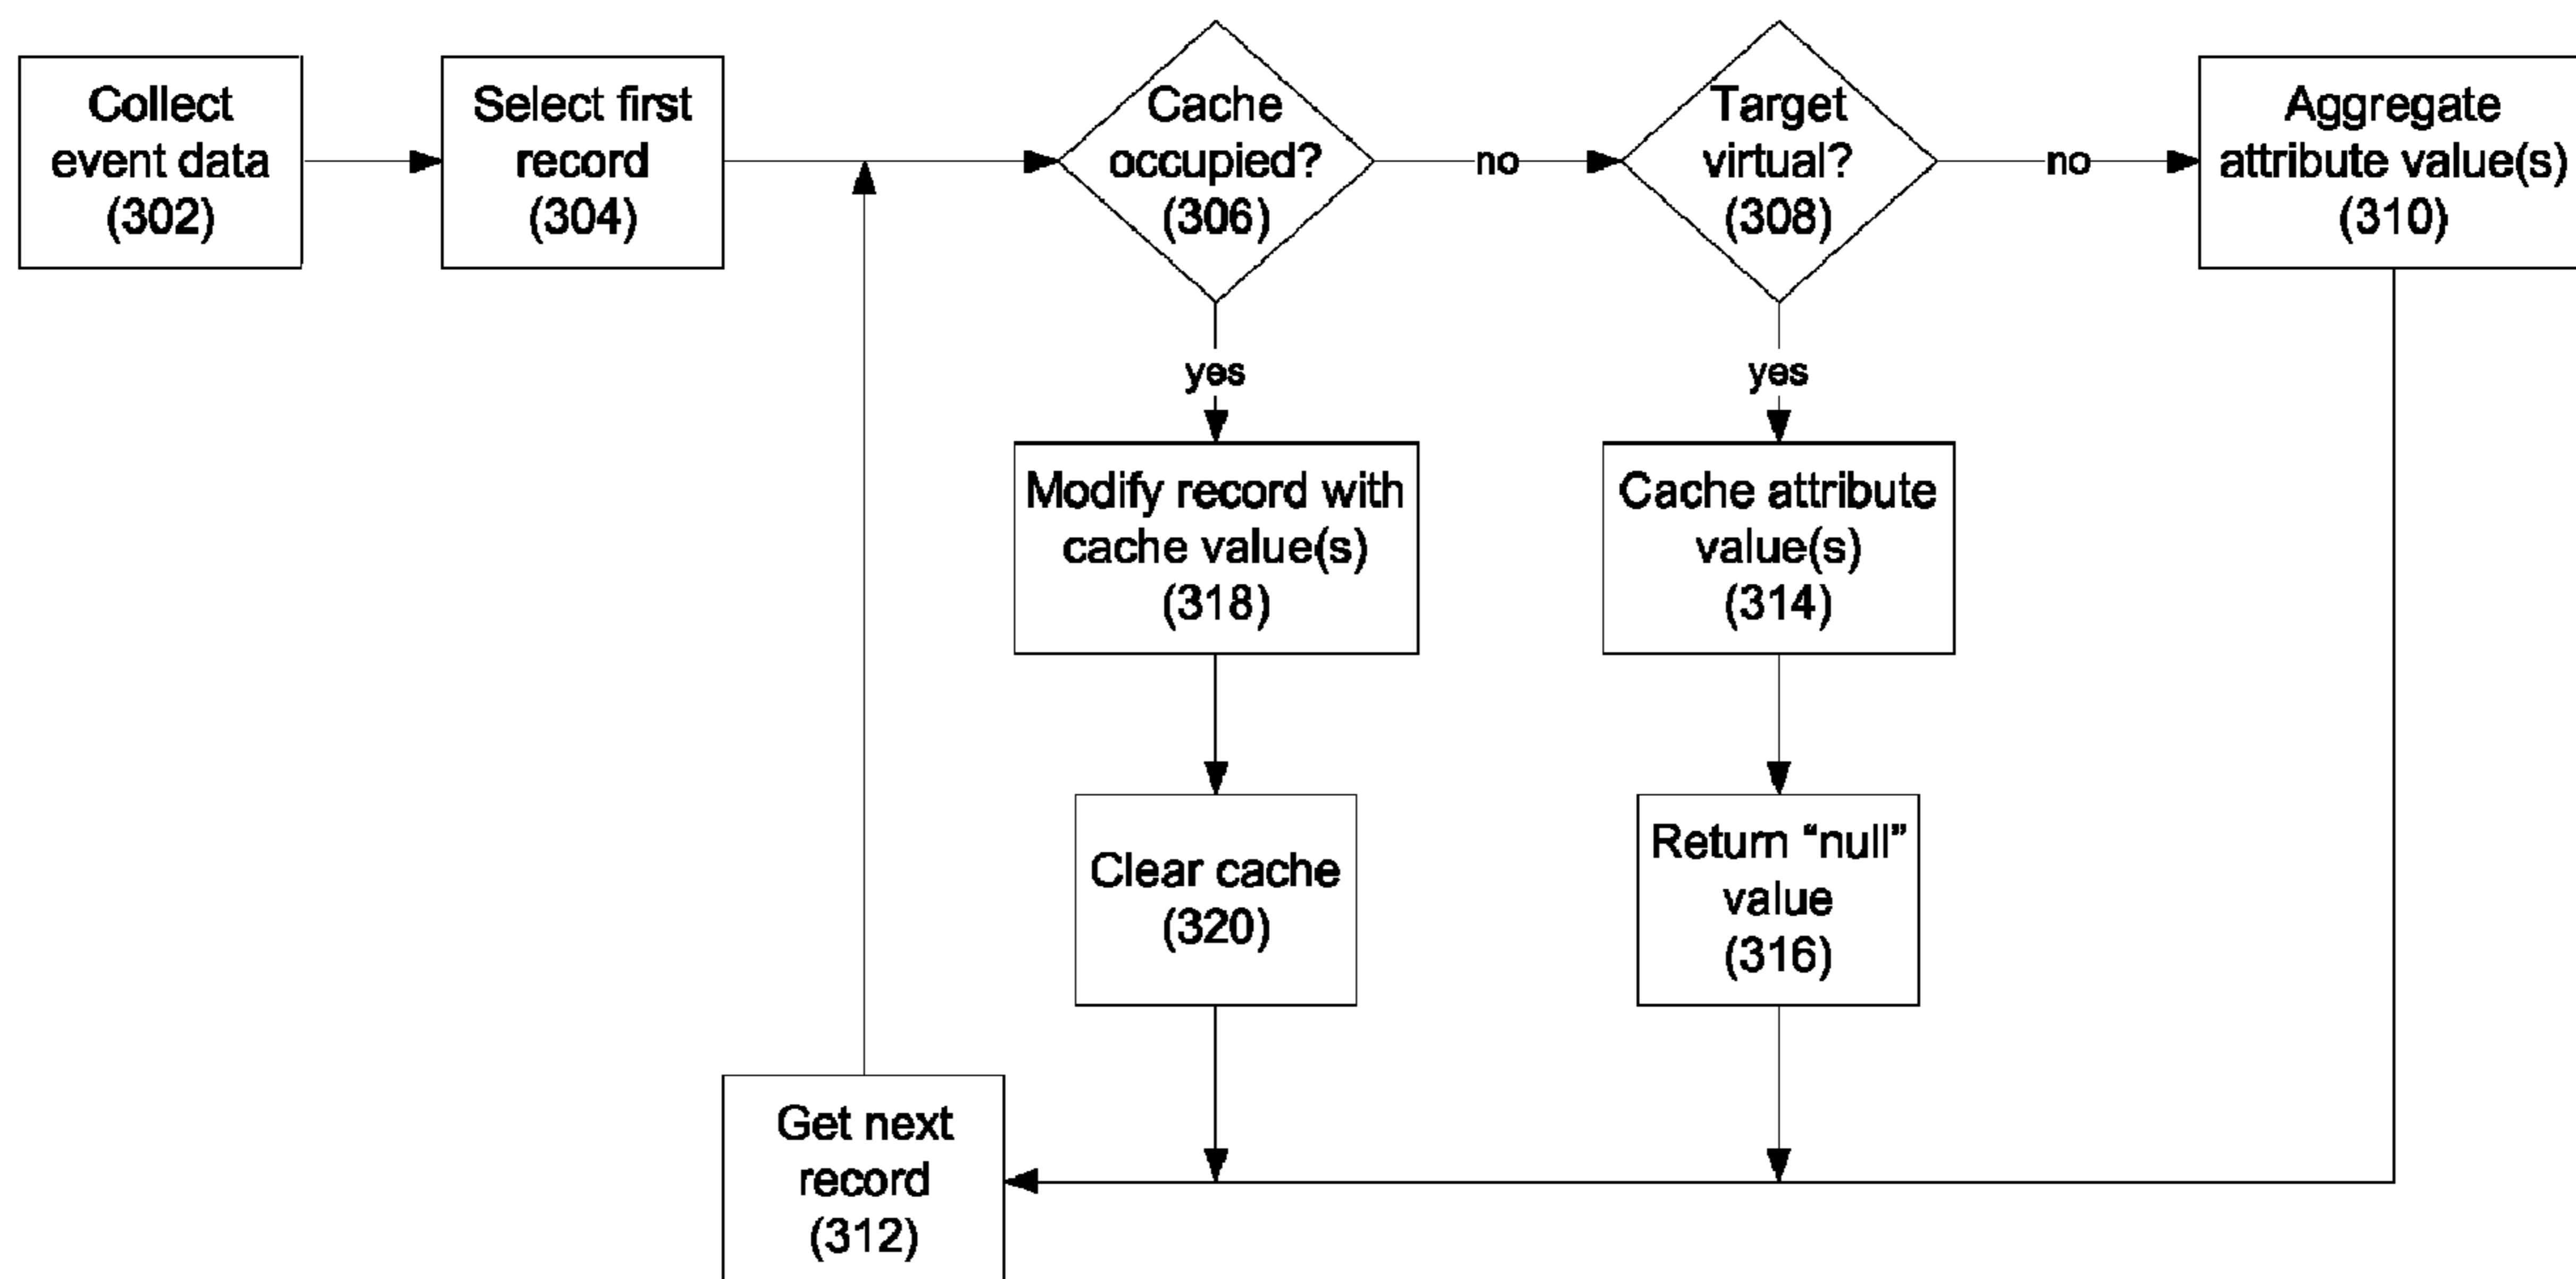 Collect
event data
(302)
Select first
record
(304)
Cache
occupied?
(306)
no
Target
virtual?
(308)
no
Aggregate
attribute value(s)
(310)
yes
yes
Modify record with
cache value(s)
(318)
Cache attribute
value(s)
(314)
Clear cache
(320)
Return “null”
value
(316)
Get next
record
(312)